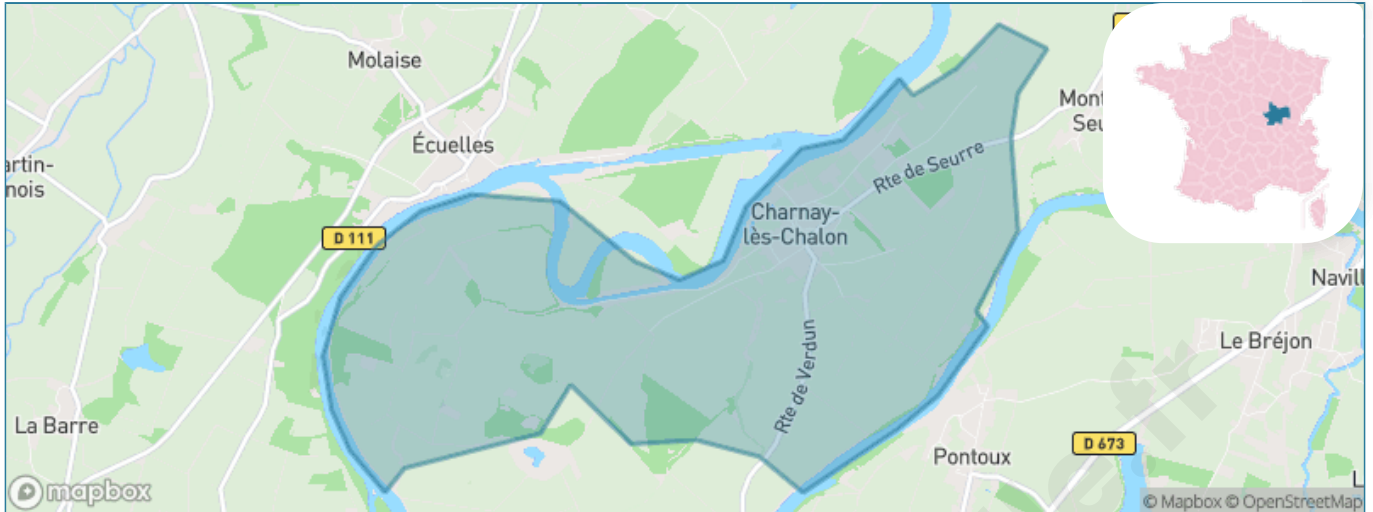 Molaise
Écuelles
artin-
nois
D 111
Charnay-
lès-Chalon
Rte de Seurre
Mont
Seu
Rte de Verdun
Navill
Le Bréjon
La Barre
Pontoux
D 673
L
e.fr
mapbox
© Mapbox © OpenStreetMap